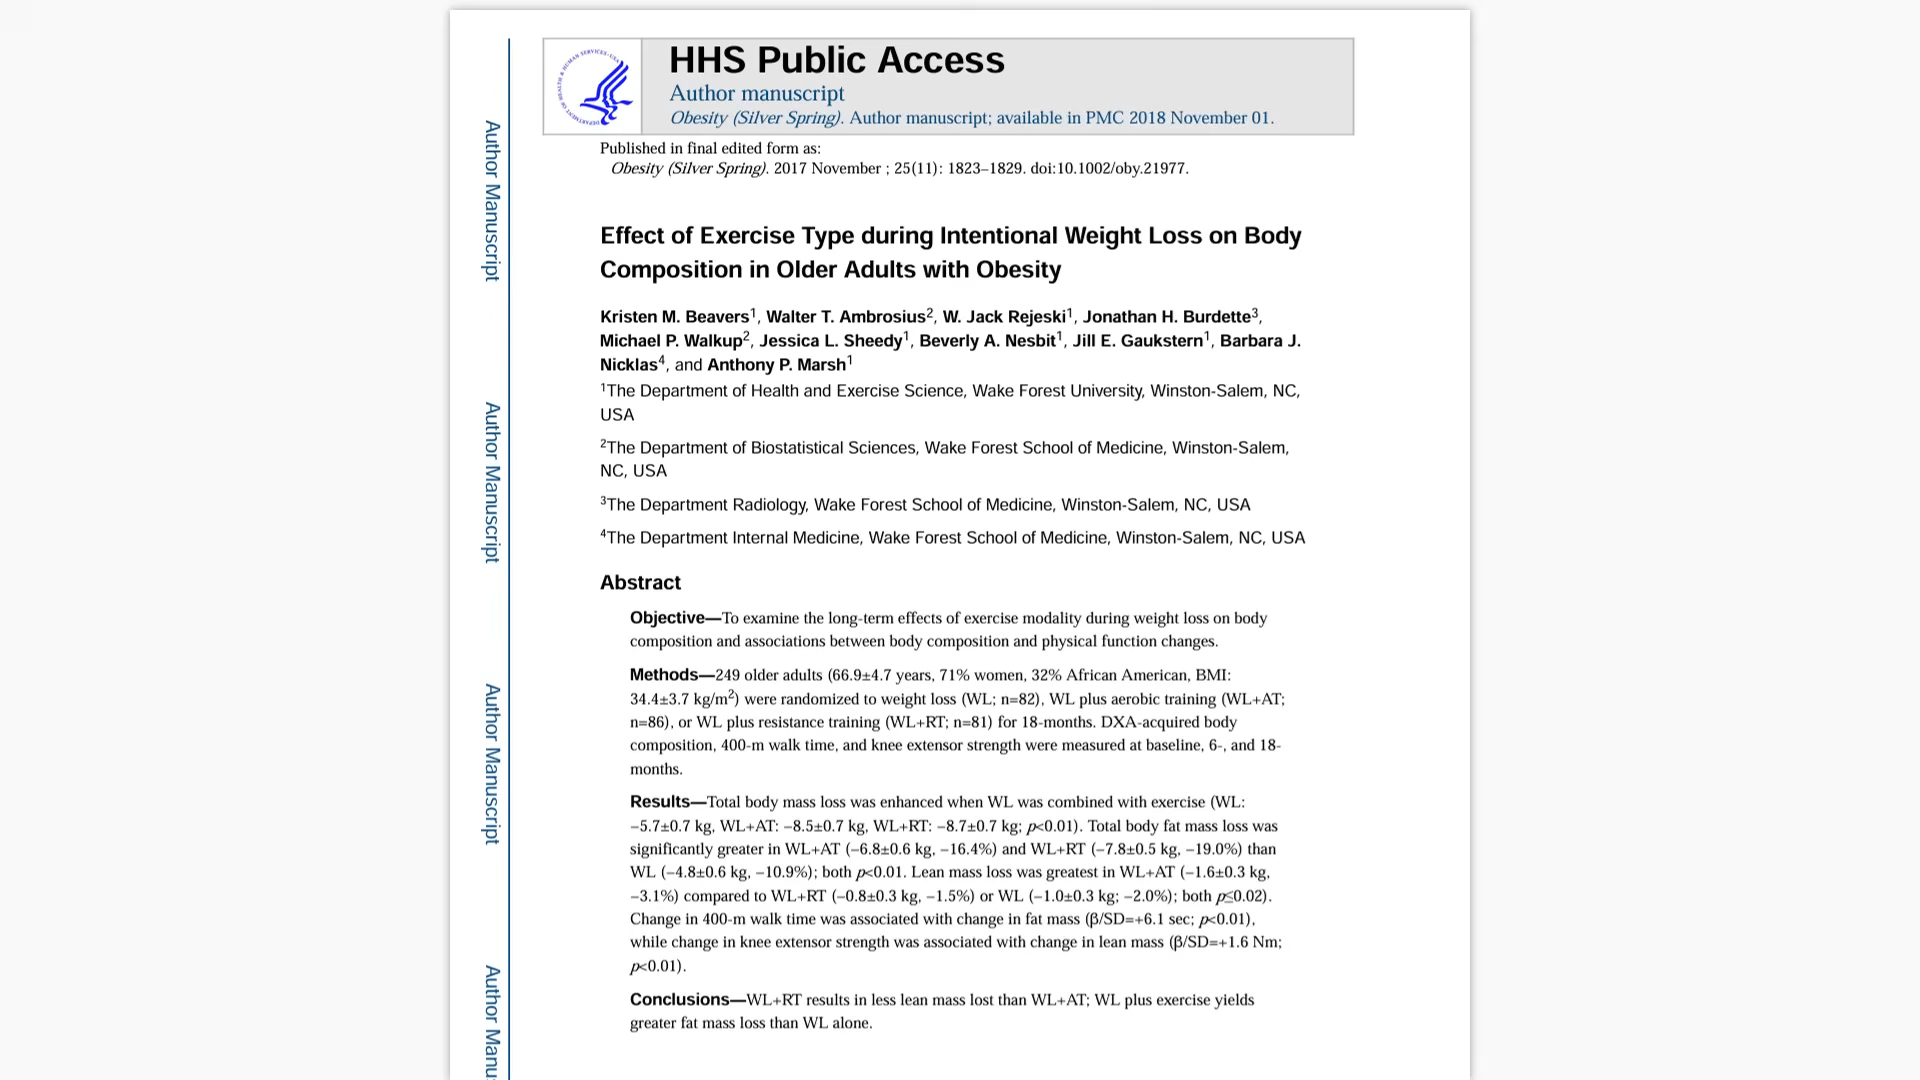 HHS Public Access
Author manuscript
Obesity (Silver Spring). Author manuscript; available in PMC 2018 November 01.
Published in final edited form as:
Obesity (Silver Spring). 2017 November ; 25(11): 1823–1829. doi:10.1002/oby.21977.
Effect of Exercise Type during Intentional Weight Loss on Body
Composition in Older Adults with Obesity
Kristen M. Beavers1, Walter T. Ambrosius2, W. Jack Rejeski1, Jonathan H. Burdette3,
Michael P. Walkup2, Jessica L. Sheedy1, Beverly A. Nesbit1, Jill E. Gaukstern1, Barbara J.
Nicklas4, and Anthony P. Marsh1
1The Department of Health and Exercise Science, Wake Forest University, Winston-Salem, NC,
USA
2The Department of Biostatistical Sciences, Wake Forest School of Medicine, Winston-Salem,
NC, USA
3The Department Radiology, Wake Forest School of Medicine, Winston-Salem, NC, USA
4The Department Internal Medicine, Wake Forest School of Medicine, Winston-Salem, NC, USA
Abstract
Objective—To examine the long-term effects of exercise modality during weight loss on body
composition and associations between body composition and physical function changes.
Methods—249 older adults (66.9±4.7 years, 71% women, 32% African American, BMI:
34.4±3.7 kg/m2) were randomized to weight loss (WL; n=82), WL plus aerobic training (WL+AT;
n=86), or WL plus resistance training (WL+RT; n=81) for 18-months. DXA-acquired body
composition, 400-m walk time, and knee extensor strength were measured at baseline, 6-, and 18-
months.
Results—Total body mass loss was enhanced when WL was combined with exercise (WL:
−5.7±0.7 kg, WL+AT: −8.5±0.7 kg, WL+RT: −8.7±0.7 kg; p<0.01). Total body fat mass loss was
significantly greater in WL+AT (−6.8±0.6 kg, −16.4%) and WL+RT (−7.8±0.5 kg, −19.0%) than
WL (−4.8±0.6 kg, −10.9%); both p<0.01. Lean mass loss was greatest in WL+AT (−1.6±0.3 kg,
−3.1%) compared to WL+RT (−0.8±0.3 kg, −1.5%) or WL (−1.0±0.3 kg; −2.0%); both p≤0.02).
Change in 400-m walk time was associated with change in fat mass (β/SD=+6.1 sec; p<0.01),
while change in knee extensor strength was associated with change in lean mass (β/SD=+1.6 Nm;
p<0.01).
Conclusions—WL+RT results in less lean mass lost than WL+AT; WL plus exercise yields
greater fat mass loss than WL alone.
Author Manuscript
Author Manuscript
Author Manuscript
Author Manu